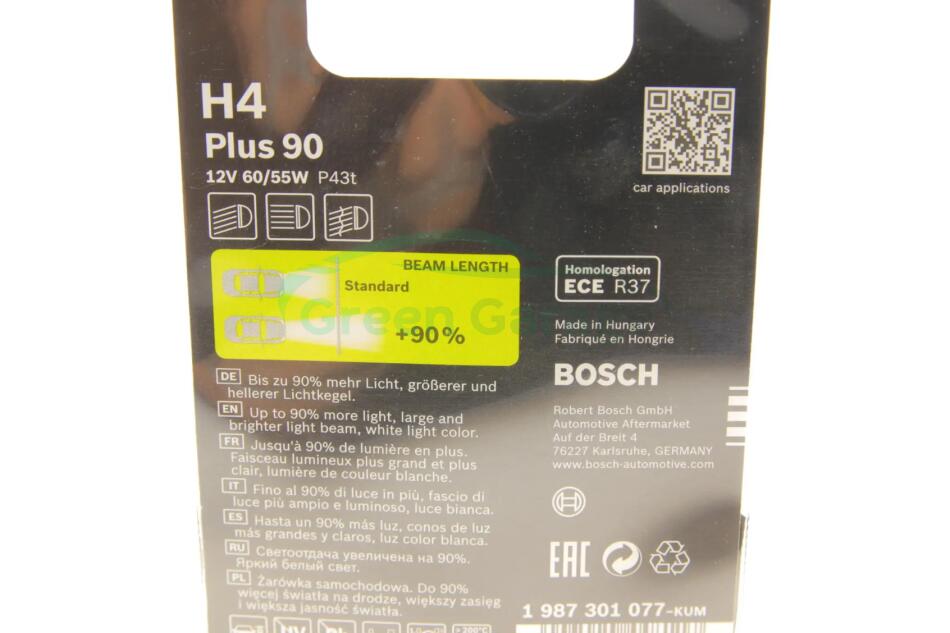 H4
Plus 90
12V 60/55W P43t
car applications
BEAM LENGTH
Standard
+90%
Homologation
ECE R37
Made in Hungary
Fabriqué en Hongrie
BOSCH
Robert Bosch GmbH
Automotive Aftermarket
Auf der Breit 4
76227 Karlsruhe, GERMANY
www.bosch-automotive.com
DE Bis zu 90% mehr Licht, größerer und
hellerer Lichtkegel.
EN Up to 90% more light, large and
brighter light beam, white light color.
FR Jusqu'à 90% de lumière en plus.
Faisceau lumineux plus grand et plus
clair, lumière de couleur blanche.
IT Fino al 90% di luce in più, fascio di
luce più ampio e luminoso, luce bianca.
ES Hasta un 90% más luz, conos de luz
más grandes y claros, luz color blanca.
RU Светоотдача увеличена на 90%.
Яркий белый свет.
PL Żarówka samochodowa. Do 90%
więcej światła na drodze, większy zasięg
i większa jasność światła.
EAC
1 987 301 077-KUM
>200°C